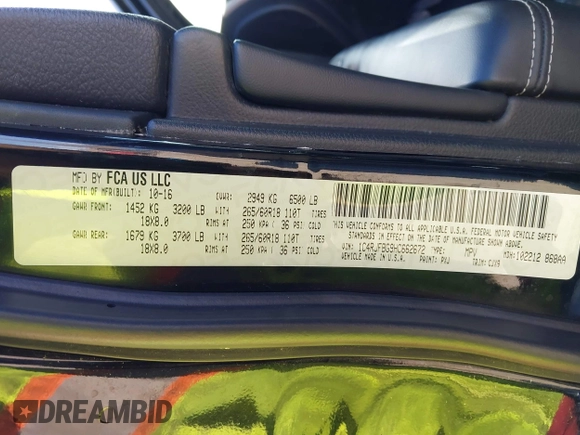 MFD BY FCA US LLC
DATE OF MFR(BUILT): 10-16 GVWR: 2949 KG 6500 LB
GAWR FRONT: 1452 KG 3200 LB WITH 265/60R18 110T TIRES
18X8.0 RIMS AT 250 KPA( 36 PSI COLD
GAWR REAR: 1679 KG 3700 LB WITH 265/60R18 110T TIRES
18X8.0 RIMS AT 250 KPA( 36 PSI COLD
THIS VEHICLE CONFORMS TO ALL APPLICABLE U.S.A. FEDERAL MOTOR VEHICLE SAFETY
STANDARDS IN EFFECT ON THE DATE OF MANUFACTURE SHOWN ABOVE.
VIN: 1C4RJFBG9HC662672 TYPE: MPV MDH: 102212 868AA
VEHICLE MADE IN U.S.A. PAINT: PXJ TRIM: CJX9
DREAMBID